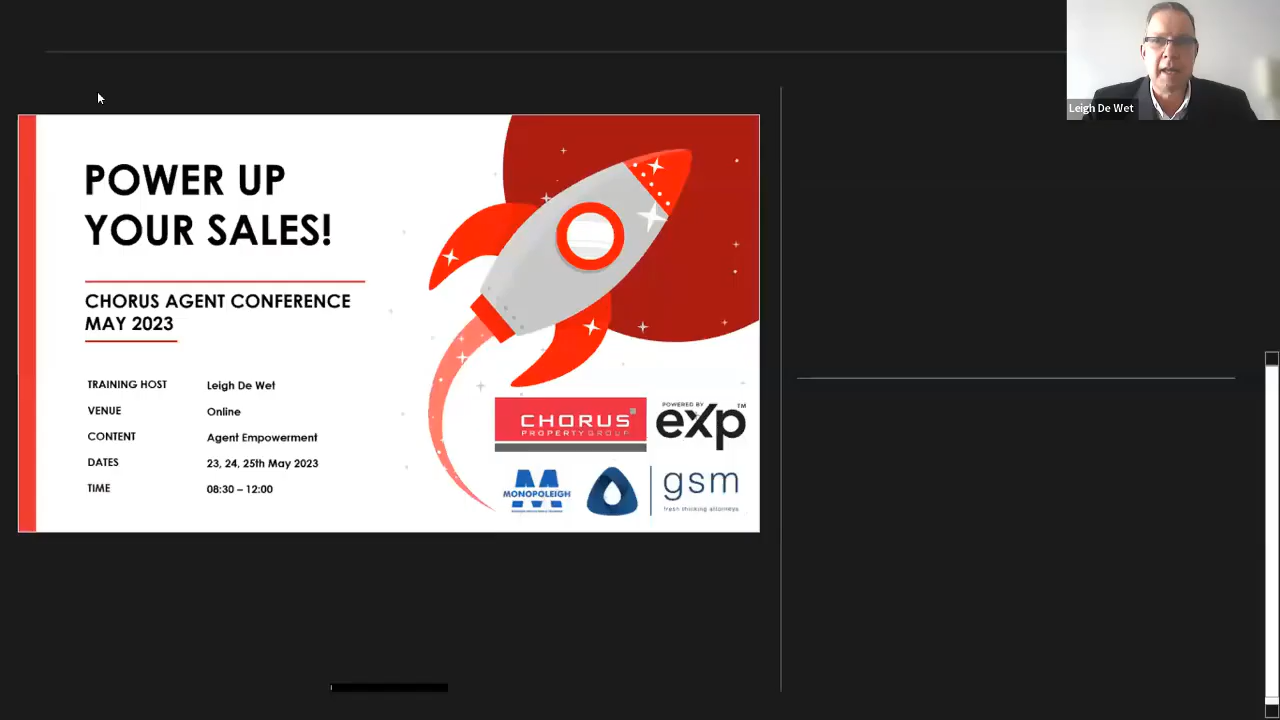 Leigh De Wet
POWER UP
YOUR SALES!
CHORUS AGENT CONFERENCE
MAY 2023
TRAINING HOST Leigh De Wet
VENUE Online
CONTENT Agent Empowerment
DATES 23, 24, 25th May 2023
TIME 08:30 – 12:00
CHORUS
PROPERTY GROUP
POWERED BY
eXp™
M
MONOPOLEIGH
gsm
fresh thinking attorneys